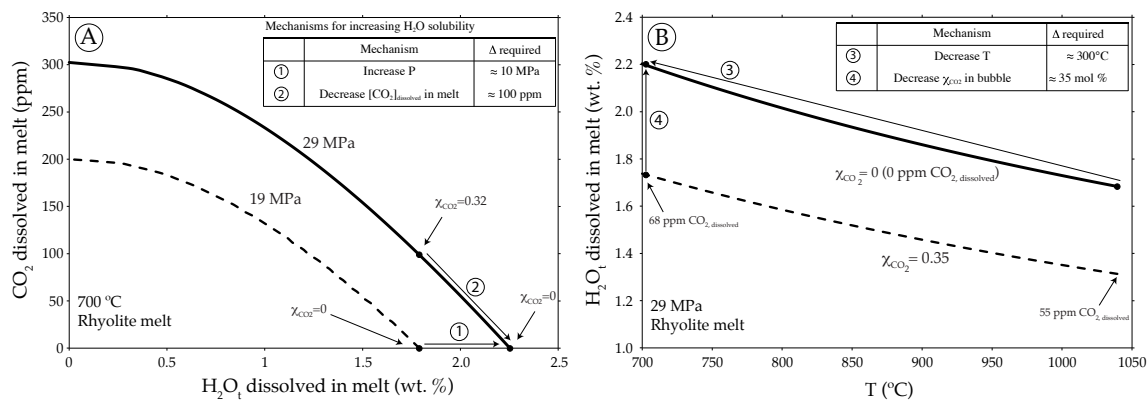 A
Mechanisms for increasing H₂O solubility
Mechanism Δ required
① Increase P ≈ 10 MPa
② Decrease [CO₂]dissolved in melt ≈ 100 ppm
CO₂ dissolved in melt (ppm)
350
300
250
200
150
100
50
0
29 MPa
19 MPa
χCO2=0.32
②
χCO2=0
χCO2=0
①
700 ºC
Rhyolite melt
0 0.5 1.0 1.5 2.0 2.5
H₂Oₜ dissolved in melt (wt. %)
B
Mechanism Δ required
③ Decrease T ≈ 300°C
④ Decrease χCO2 in bubble ≈ 35 mol %
H₂Oₜ dissolved in melt (wt. %)
2.4
2.2
2.0
1.8
1.6
1.4
1.2
1.0
③
④
χCO₂= 0 (0 ppm CO₂, dissolved)
68 ppm CO₂, dissolved
χCO₂= 0.35
55 ppm CO₂, dissolved
29 MPa
Rhyolite melt
700 750 800 850 900 950 1000 1050
T (ºC)